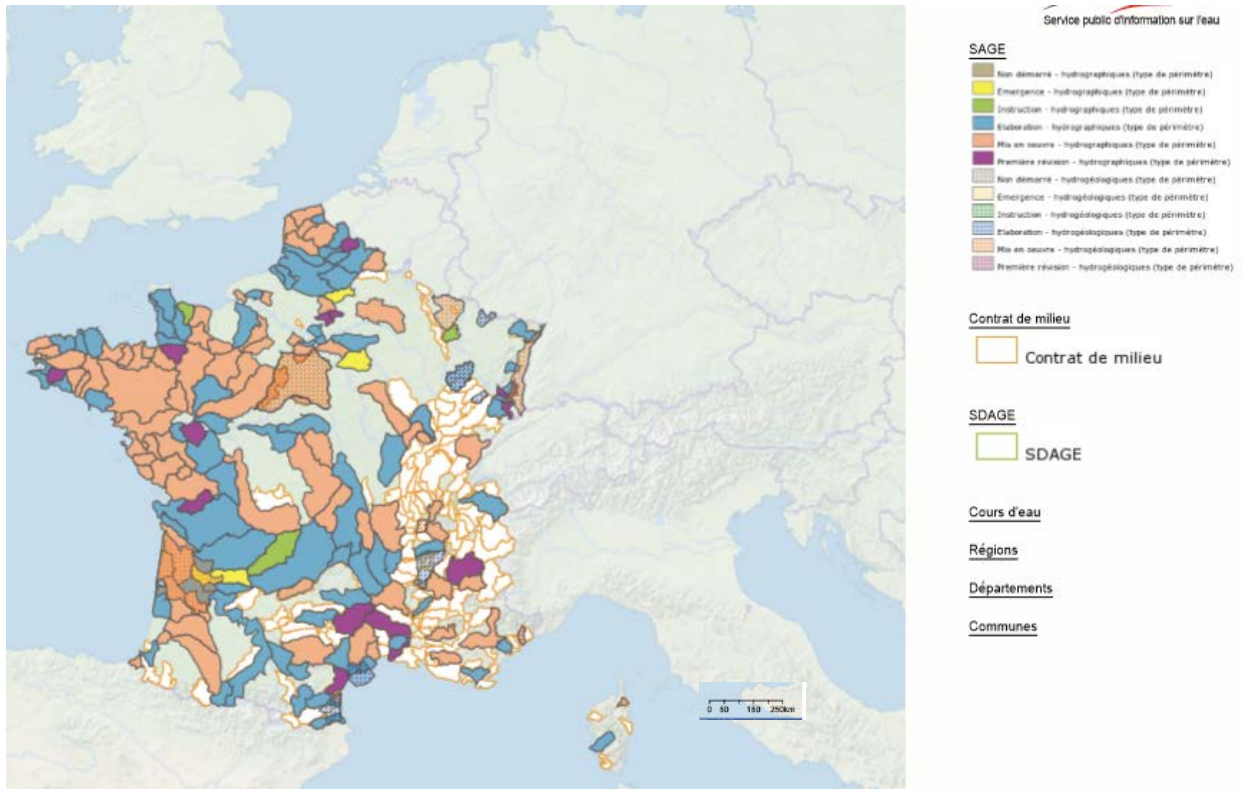 Service public d'information sur l'eau
SAGE
Non démarré - hydrographiques (type de périmètre)
Emergence - hydrographiques (type de périmètre)
Instruction - hydrographiques (type de périmètre)
Elaboration - hydrographiques (type de périmètre)
Mis en oeuvre - hydrographiques (type de périmètre)
Première révision - hydrographiques (type de périmètre)
Non démarré - hydrogéologiques (type de périmètre)
Emergence - hydrogéologiques (type de périmètre)
Instruction - hydrogéologiques (type de périmètre)
Elaboration - hydrogéologiques (type de périmètre)
Mis en oeuvre - hydrogéologiques (type de périmètre)
Première révision - hydrogéologiques (type de périmètre)
Contrat de milieu
Contrat de milieu
SDAGE
SDAGE
Cours d'eau
Régions
Départements
Communes
0 50 150 250km